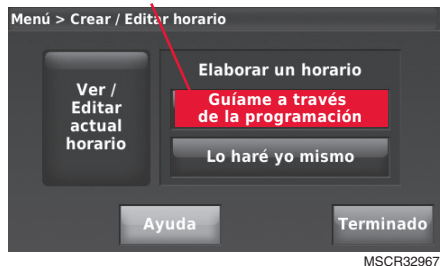 Menú > Crear / Editar horario
Ver /
Editar
actual
horario
Elaborar un horario
Guíame a través
de la programación
Lo haré yo mismo
Ayuda
Terminado
MSCR32967